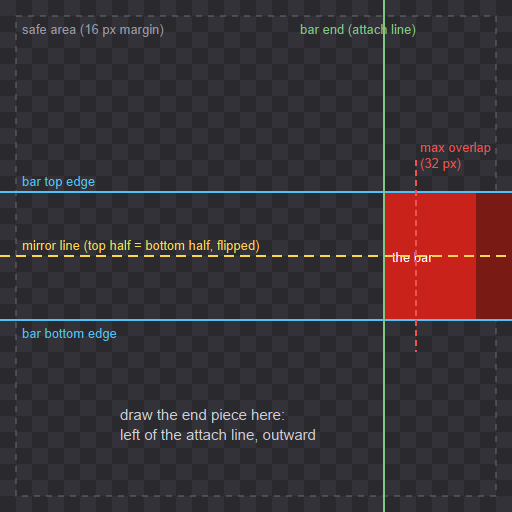 safe area (16 px margin)
bar end (attach line)
max overlap
(32 px)
bar top edge
mirror line (top half = bottom half, flipped)
the bar
bar bottom edge
draw the end piece here:
left of the attach line, outward